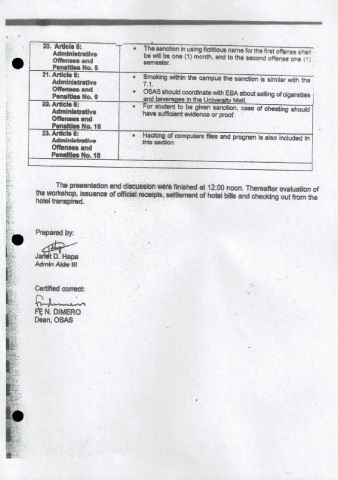 20. Article 6:
Administrative
Offenses and
Penalties No. 5
• The sanction in using fictitious name for the first offense shall
be will be one (1) month, and to the second offense one (1)
semester.
21. Article 6:
Administrative
Offenses and
Penalties No. 6
• Smoking within the campus the sanction is similar with the
7.1.
• OSAS should coordinate with EBA about selling of cigarettes
and beverages in the University Mall.
22. Article 6:
Administrative
Offenses and
Penalties No. 16
• For student to be given sanction, case of cheating should
have sufficient evidence or proof.
23. Article 6:
Administrative
Offenses and
Penalties No. 18
• Hacking of computers files and program is also included in
this section.
The presentation and discussion were finished at 12:00 noon. Thereafter evaluation of
the workshop, issuance of official receipts, settlement of hotel bills and checking out from the
hotel transpired.
Prepared by:
Janet D. Hapa
Admin Aide III
Certified correct:
FE N. DIMERO
Dean, OSAS